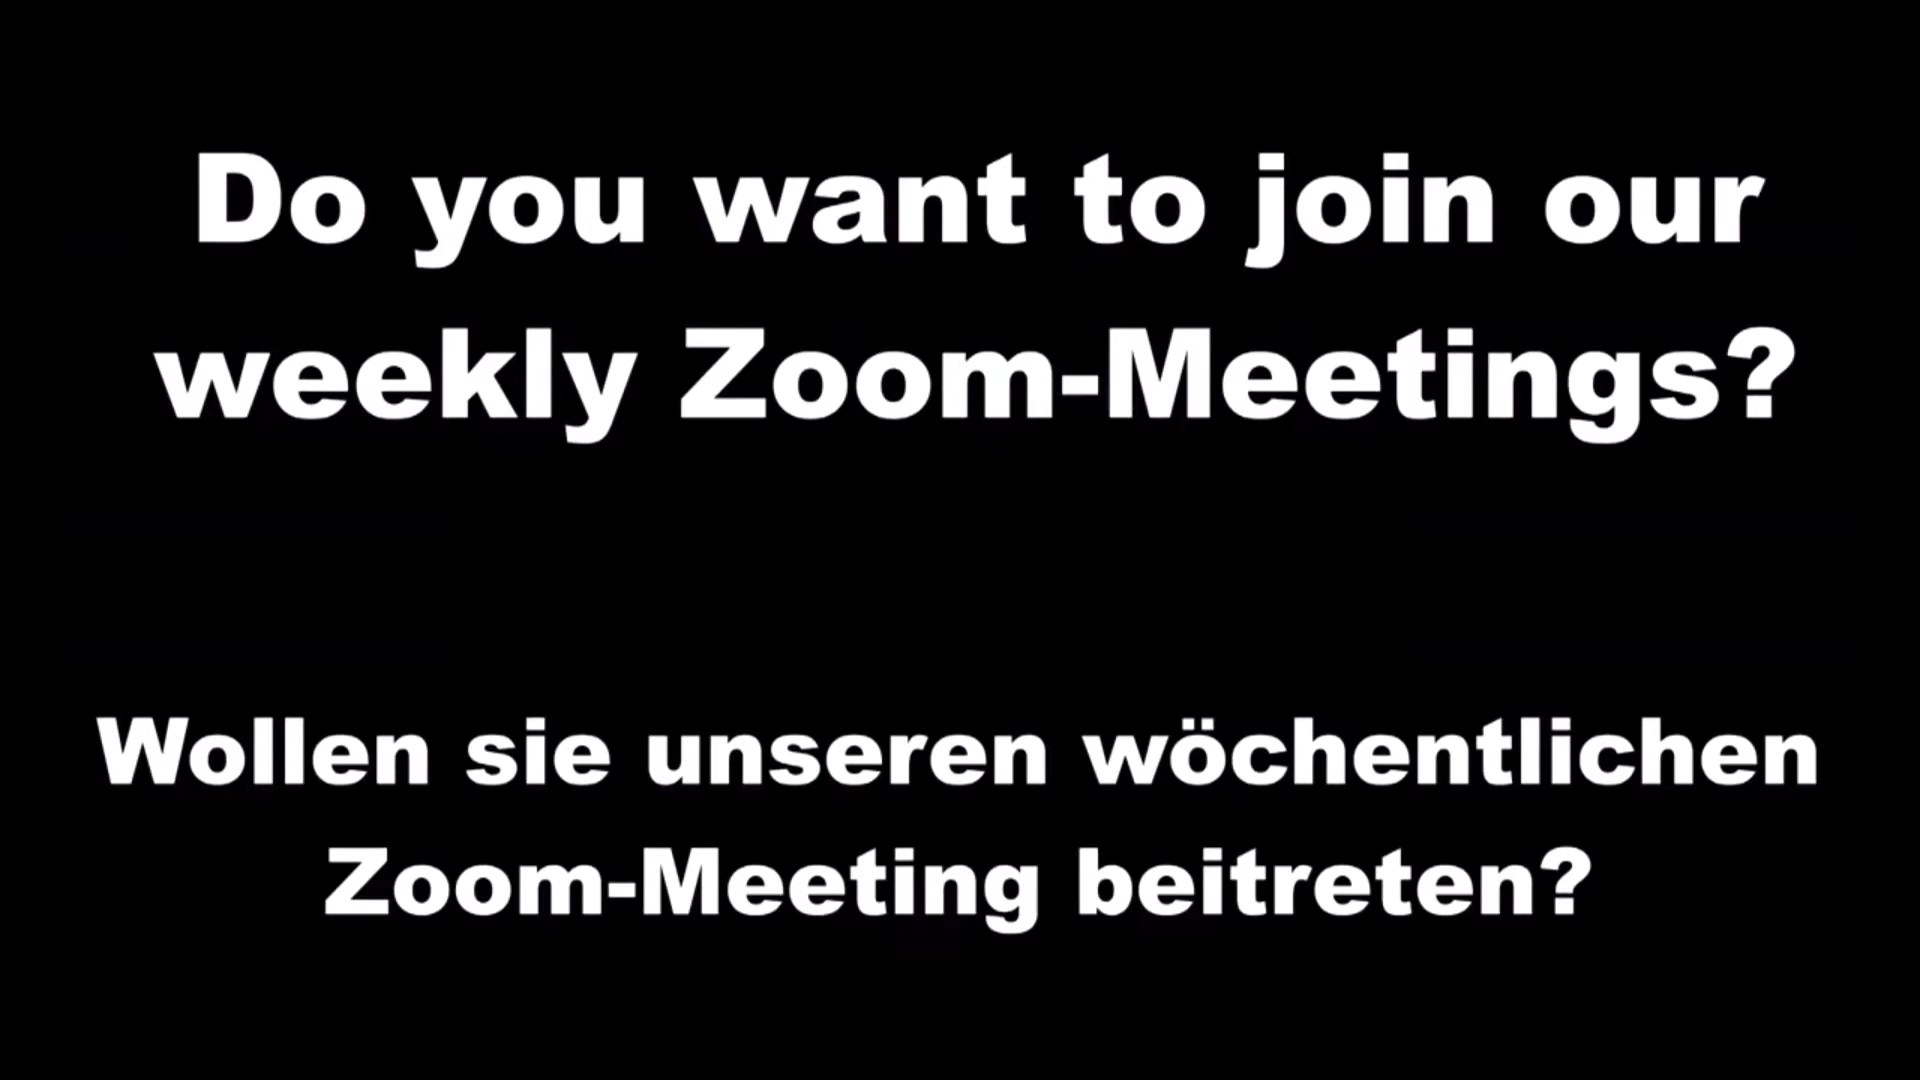 Do you want to join our
weekly Zoom-Meetings?
Wollen sie unseren wöchentlichen
Zoom-Meeting beitreten?